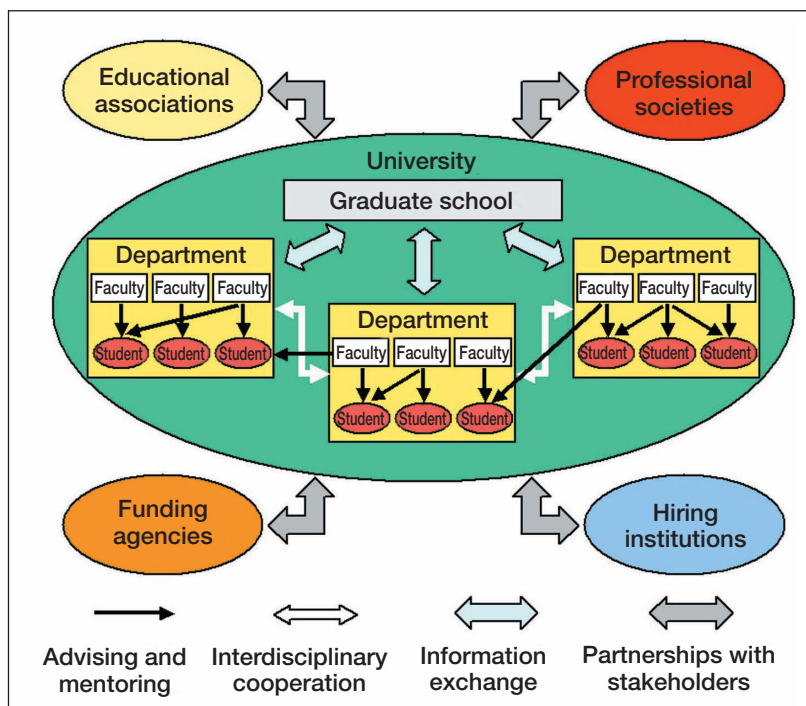 Educational
associations
Professional
societies
University
Graduate school
Department
Faculty Faculty Faculty
Student Student Student
Department
Faculty Faculty Faculty
Student Student Student
Department
Faculty Faculty Faculty
Student Student Student
Funding
agencies
Hiring
institutions
Advising and
mentoring
Interdisciplinary
cooperation
Information
exchange
Partnerships with
stakeholders